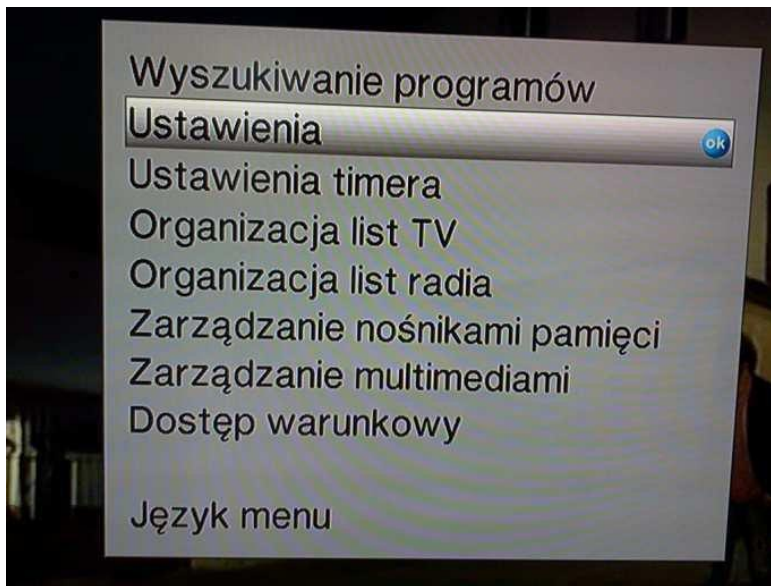 Wyszukiwanie programów
Ustawienia
ok
Ustawienia timera
Organizacja list TV
Organizacja list radia
Zarządzanie nośnikami pamięci
Zarządzanie multimediami
Dostęp warunkowy
Język menu